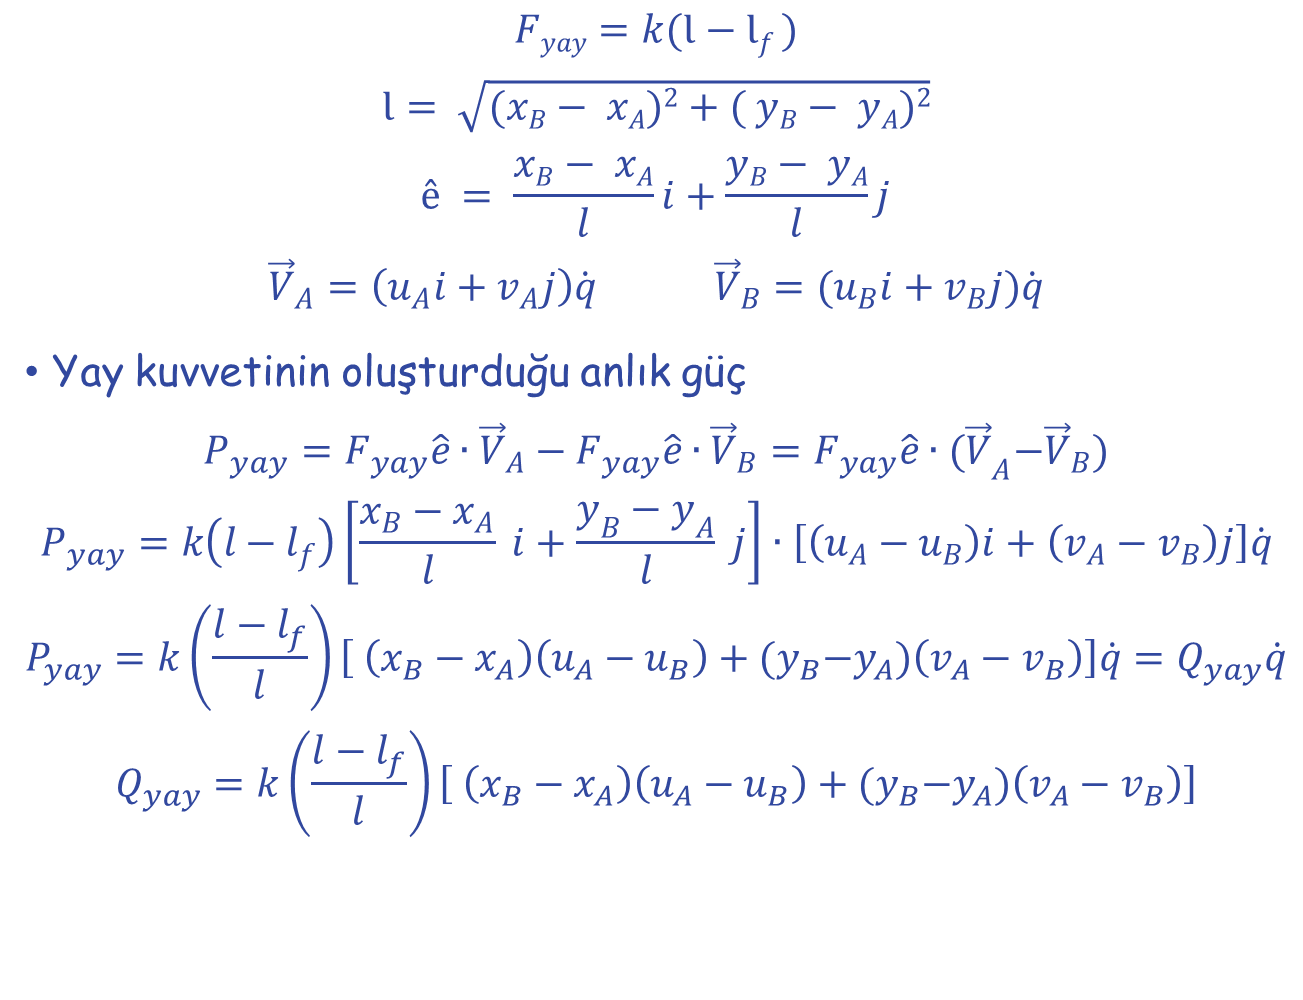 F_yay = k(l − l_f)
l = √((x_B − x_A)² + (y_B − y_A)²)
ê = (x_B − x_A)/l i + (y_B − y_A)/l j
V⃗_A = (u_A i + v_A j)q̇ V⃗_B = (u_B i + v_B j)q̇
• Yay kuvvetinin oluşturduğu anlık güç
P_yay = F_yay ê · V⃗_A − F_yay ê · V⃗_B = F_yay ê · (V⃗_A − V⃗_B)
P_yay = k(l − l_f) [(x_B − x_A)/l i + (y_B − y_A)/l j] · [(u_A − u_B)i + (v_A − v_B)j]q̇
P_yay = k((l − l_f)/l) [ (x_B − x_A)(u_A − u_B) + (y_B − y_A)(v_A − v_B)]q̇ = Q_yay q̇
Q_yay = k((l − l_f)/l) [ (x_B − x_A)(u_A − u_B) + (y_B − y_A)(v_A − v_B)]